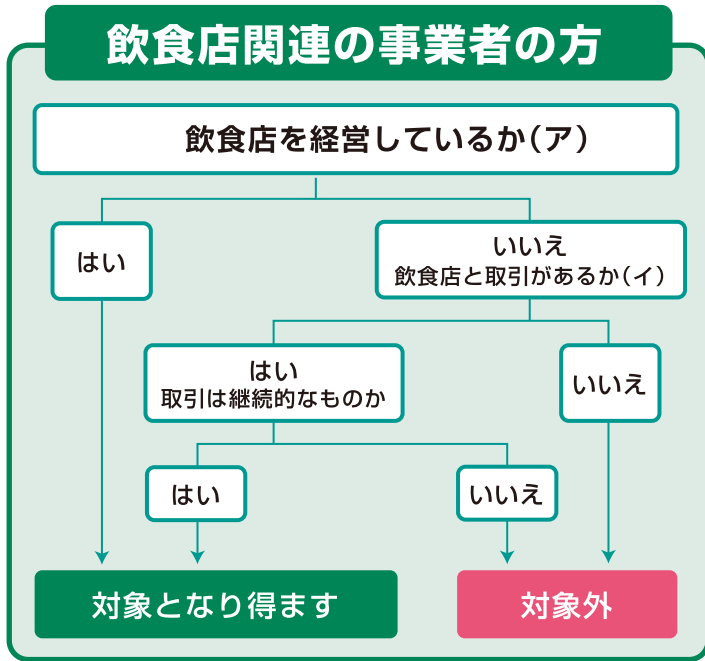 飲食店関連の事業者の方
飲食店を経営しているか(ア)
はい
いいえ
飲食店と取引があるか(イ)
はい
取引は継続的なものか
いいえ
はい
いいえ
対象となり得ます
対象外